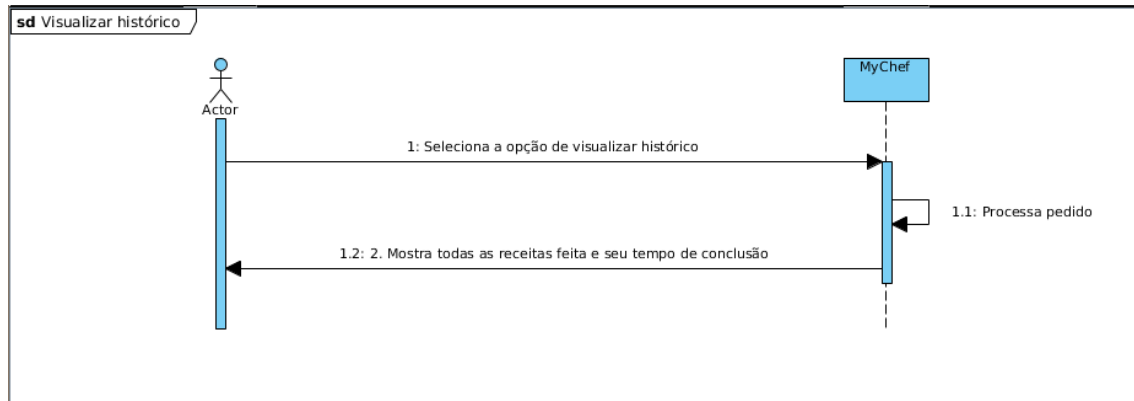 sd Visualizar histórico
MyChef
Actor
1: Seleciona a opção de visualizar histórico
1.1: Processa pedido
1.2: 2. Mostra todas as receitas feita e seu tempo de conclusão